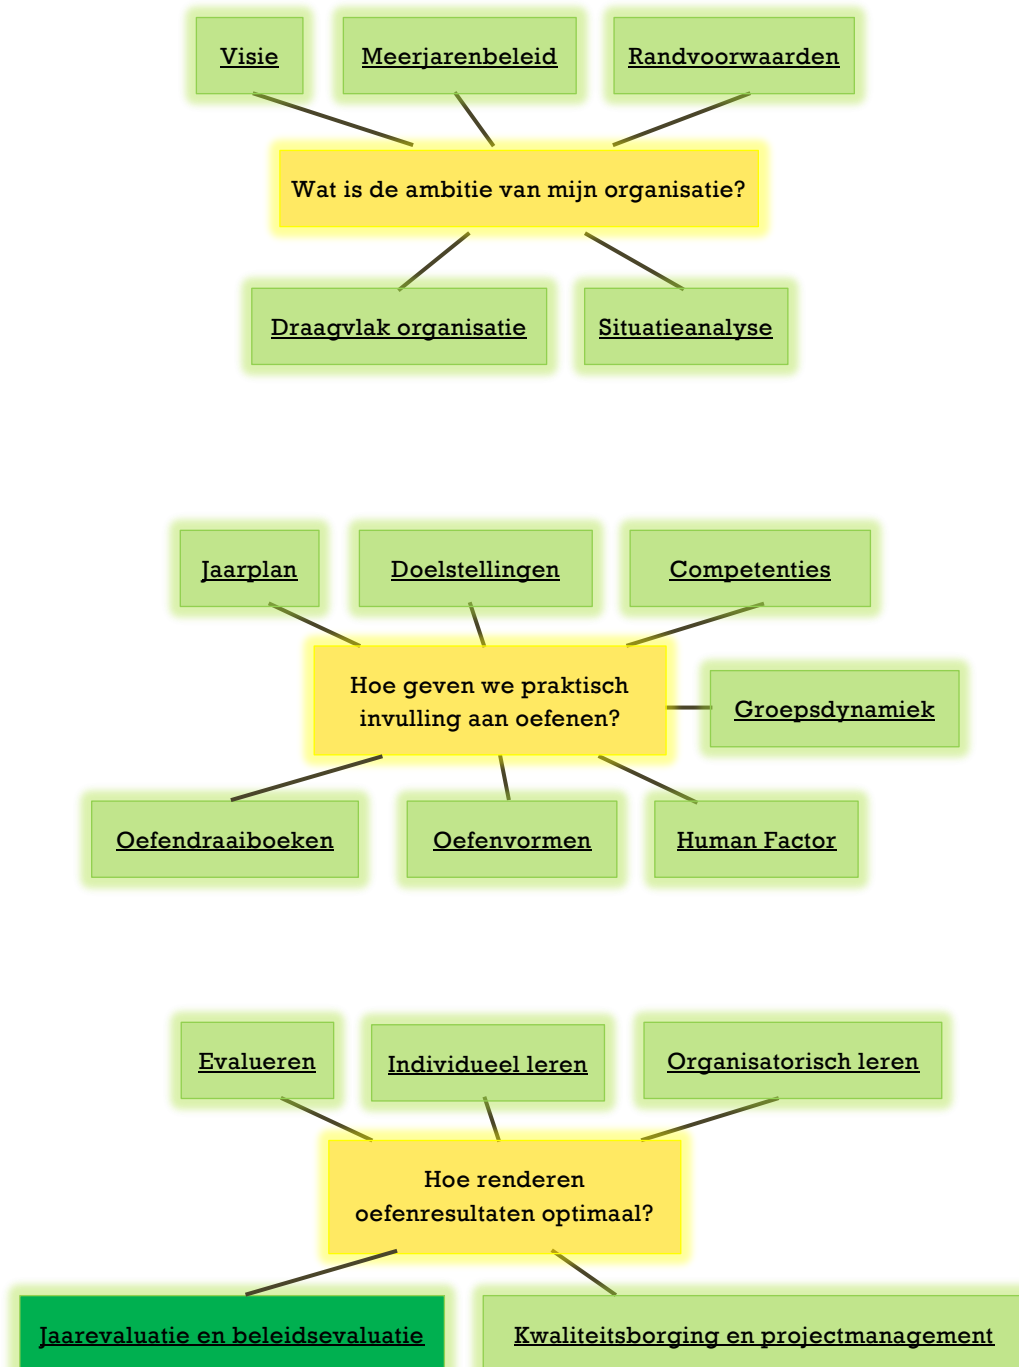 Visie
Meerjarenbeleid
Randvoorwaarden
Wat is de ambitie van mijn organisatie?
Draagvlak organisatie
Situatieanalyse
Jaarplan
Doelstellingen
Competenties
Hoe geven we praktisch
invulling aan oefenen?
Groepsdynamiek
Oefendraaiboeken
Oefenvormen
Human Factor
Evalueren
Individueel leren
Organisatorisch leren
Hoe renderen
oefenresultaten optimaal?
Jaarevaluatie en beleidsevaluatie
Kwaliteitsborging en projectmanagement